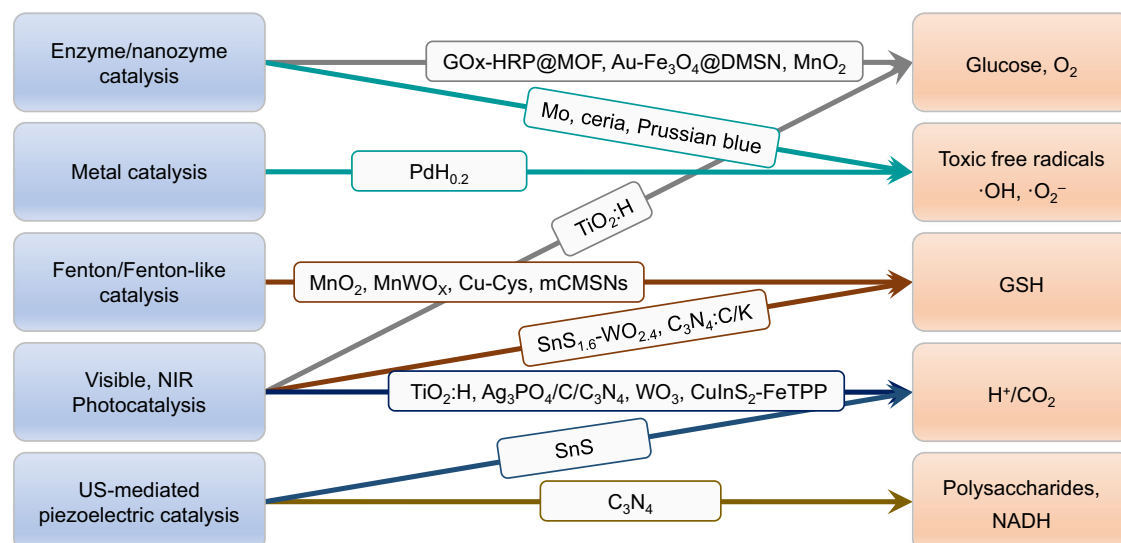 Enzyme/nanozyme
catalysis
GOx-HRP@MOF, Au-Fe₃O₄@DMSN, MnO₂
Glucose, O₂
Mo, ceria, Prussian blue
Metal catalysis
PdH₀.₂
Toxic free radicals
·OH, ·O₂⁻
TiO₂:H
Fenton/Fenton-like
catalysis
MnO₂, MnWOₓ, Cu-Cys, mCMSNs
GSH
SnS₁.₆-WO₂.₄, C₃N₄:C/K
Visible, NIR
Photocatalysis
TiO₂:H, Ag₃PO₄/C/C₃N₄, WO₃, CuInS₂-FeTPP
H⁺/CO₂
SnS
US-mediated
piezoelectric catalysis
C₃N₄
Polysaccharides,
NADH